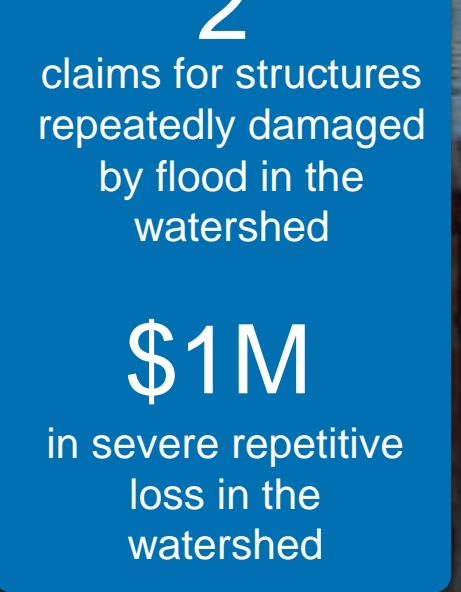 2
claims for structures
repeatedly damaged
by flood in the
watershed
$1M
in severe repetitive
loss in the
watershed